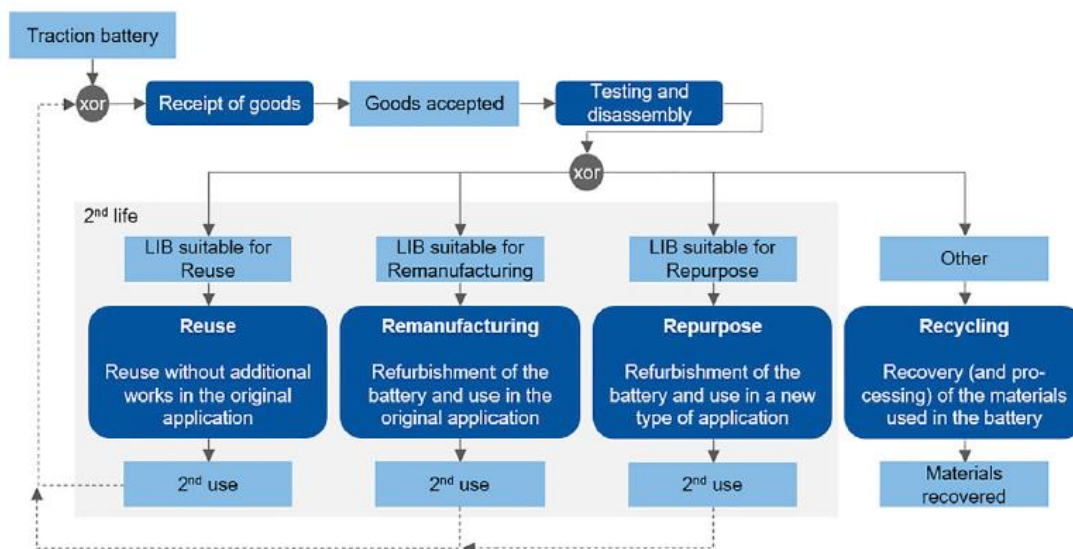 Traction battery
xor
Receipt of goods
Goods accepted
Testing and
disassembly
xor
2nd life
LIB suitable for
Reuse
LIB suitable for
Remanufacturing
LIB suitable for
Repurpose
Other
Reuse
Reuse without additional
works in the original
application
Remanufacturing
Refurbishment of the
battery and use in the
original application
Repurpose
Refurbishment of the
battery and use in a new
type of application
Recycling
Recovery (and pro-
cessing) of the materials
used in the battery
2nd use
2nd use
2nd use
Materials
recovered